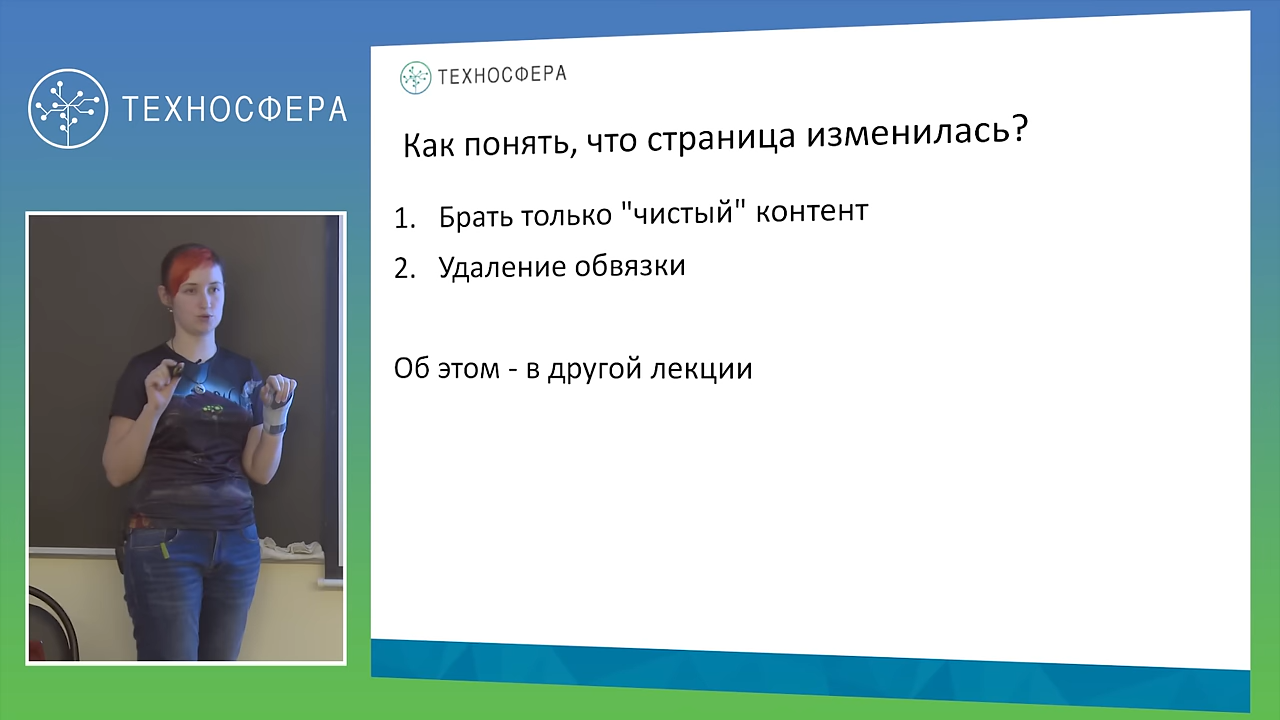 ТЕХНОСФЕРА
ТЕХНОСФЕРА
Как понять, что страница изменилась?
1. Брать только "чистый" контент
2. Удаление обвязки
Об этом - в другой лекции